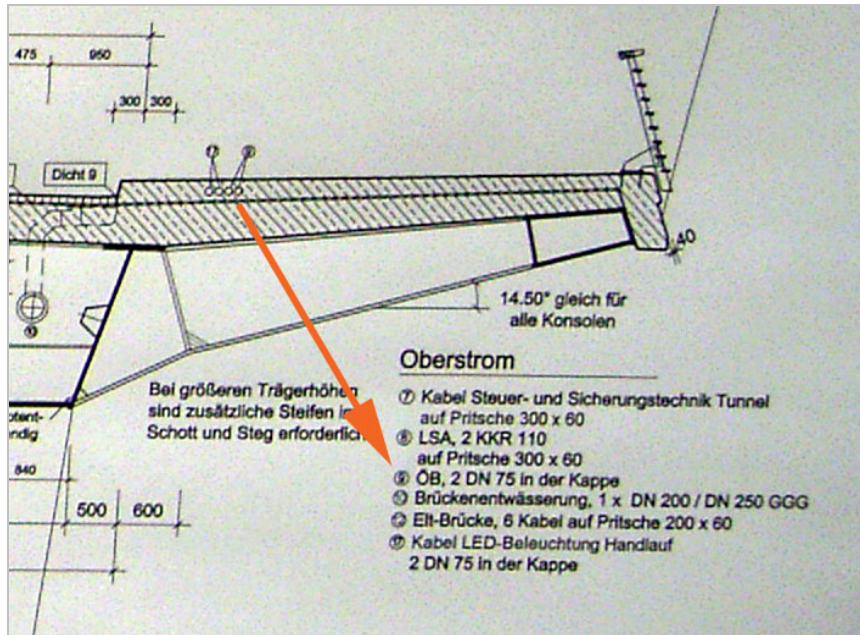 475
950
300
300
Dicht 9
40
14.50° gleich für
alle Konsolen
Oberstrom
Bei größeren Trägerhöhen
sind zusätzliche Steifen
Schott und Steg erforderlich
⑦ Kabel Steuer- und Sicherungstechnik Tunnel
auf Pritsche 300 x 60
⑧ LSA, 2 KKR 110
auf Pritsche 300 x 60
⑨ ÖB, 2 DN 75 in der Kappe
⑩ Brückenentwässerung, 1 x DN 200 / DN 250 GGG
Elt-Brücke, 6 Kabel auf Pritsche 200 x 60
Kabel LED-Beleuchtung Handlauf
2 DN 75 in der Kappe
840
500
600